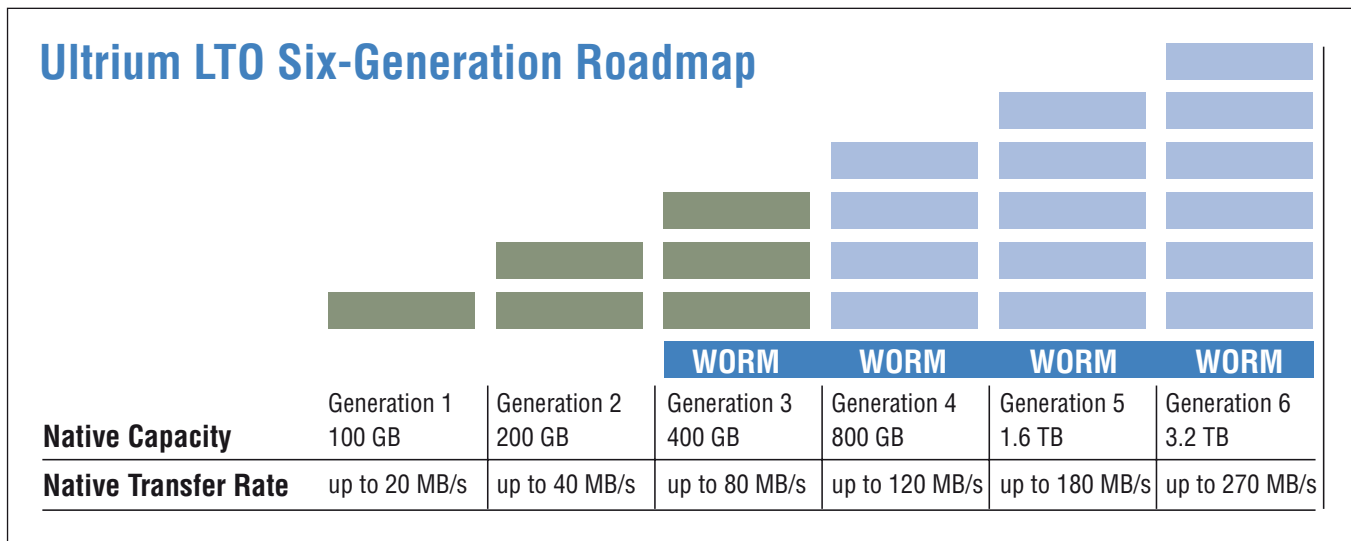 Ultrium LTO Six-Generation Roadmap
WORM WORM WORM WORM
Generation 1 Generation 2 Generation 3 Generation 4 Generation 5 Generation 6
Native Capacity 100 GB 200 GB 400 GB 800 GB 1.6 TB 3.2 TB
Native Transfer Rate up to 20 MB/s up to 40 MB/s up to 80 MB/s up to 120 MB/s up to 180 MB/s up to 270 MB/s